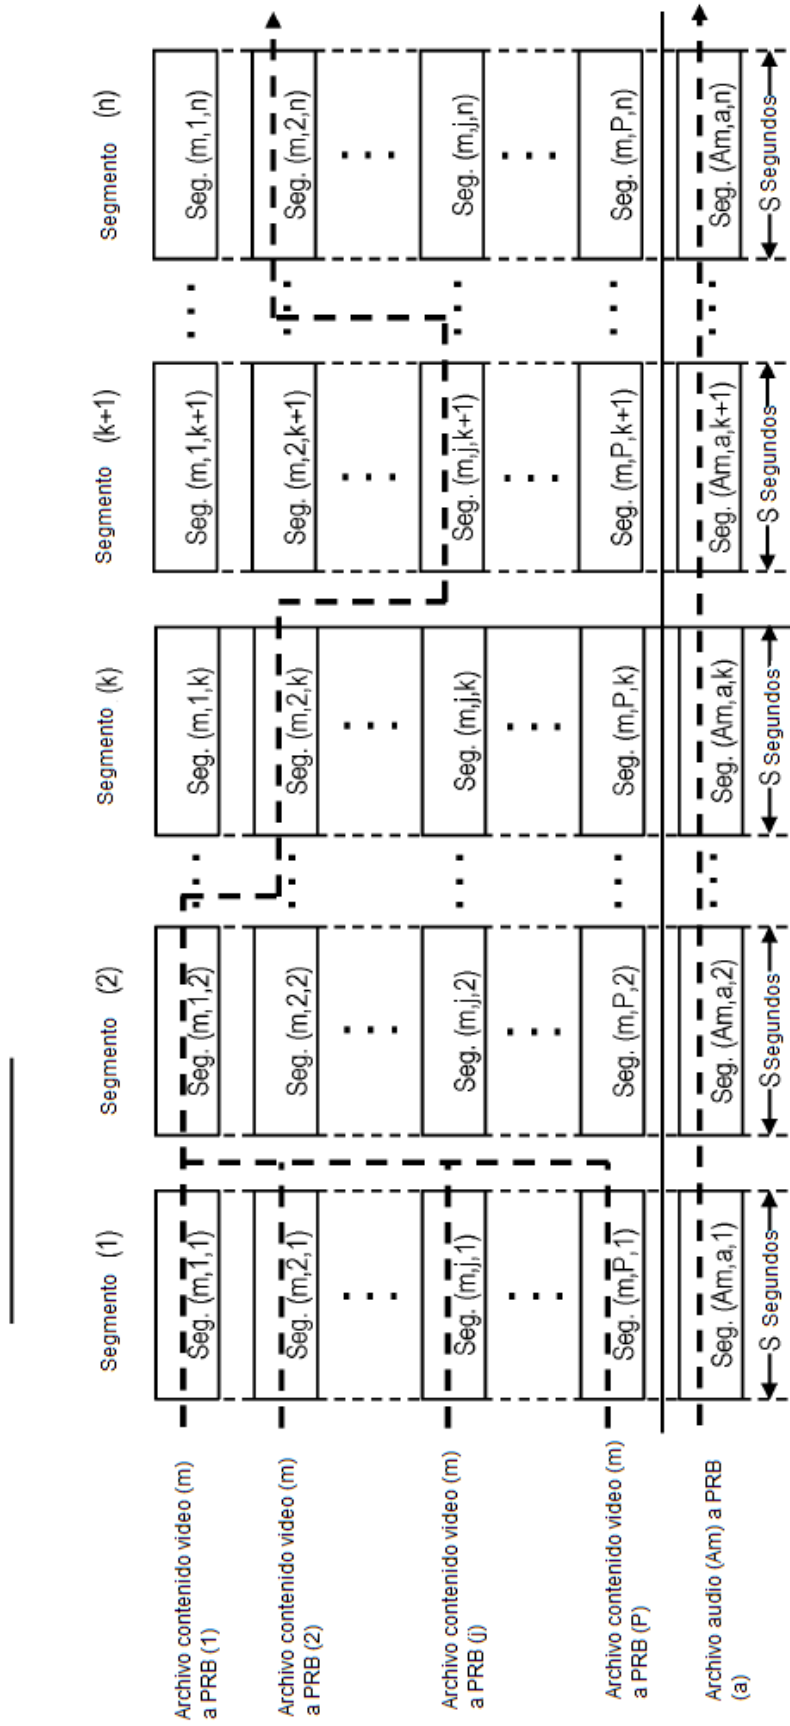 Segmento (1)
Segmento (2)
Segmento (k)
Segmento (k+1)
Segmento (n)
Archivo contenido video (m)
a PRB (1)
Seg. (m,1,1)
Seg. (m,1,2)
Seg. (m,1,k)
Seg. (m,1,k+1)
Seg. (m,1,n)
Archivo contenido video (m)
a PRB (2)
Seg. (m,2,1)
Seg. (m,2,2)
Seg. (m,2,k)
Seg. (m,2,k+1)
Seg. (m,2,n)
Archivo contenido video (m)
a PRB (j)
Seg. (m,j,1)
Seg. (m,j,2)
Seg. (m,j,k)
Seg. (m,j,k+1)
Seg. (m,j,n)
Archivo contenido video (m)
a PRB (P)
Seg. (m,P,1)
Seg. (m,P,2)
Seg. (m,P,k)
Seg. (m,P,k+1)
Seg. (m,P,n)
Archivo audio (Am) a PRB
(a)
Seg. (Am,a,1)
Seg. (Am,a,2)
Seg. (Am,a,k)
Seg. (Am,a,k+1)
Seg. (Am,a,n)
S Segundos
SSegundos
S Segundos
S Segundos
S Segundos